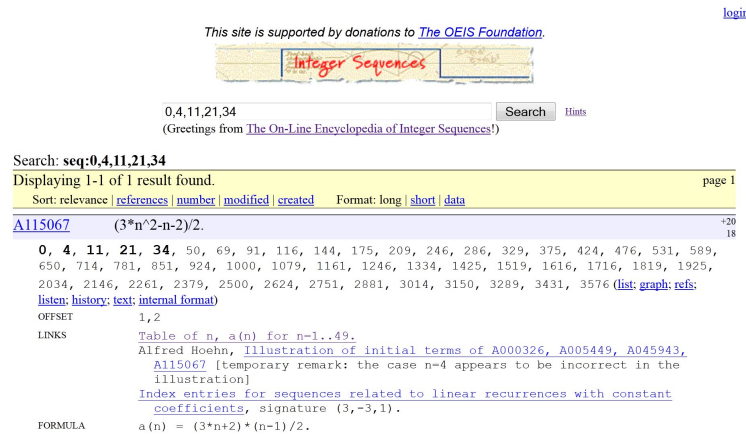 login
This site is supported by donations to The OEIS Foundation.
Integer Sequences
0,4,11,21,34 Search Hints
(Greetings from The On-Line Encyclopedia of Integer Sequences!)
Search: seq:0,4,11,21,34
Displaying 1-1 of 1 result found. page 1
Sort: relevance | references | number | modified | created Format: long | short | data
A115067 (3*n^2-n-2)/2. +20
18
0, 4, 11, 21, 34, 50, 69, 91, 116, 144, 175, 209, 246, 286, 329, 375, 424, 476, 531, 589,
650, 714, 781, 851, 924, 1000, 1079, 1161, 1246, 1334, 1425, 1519, 1616, 1716, 1819, 1925,
2034, 2146, 2261, 2379, 2500, 2624, 2751, 2881, 3014, 3150, 3289, 3431, 3576 (list; graph; refs;
listen; history; text; internal format)
OFFSET 1,2
LINKS Table of n, a(n) for n=1..49.
Alfred Hoehn, Illustration of initial terms of A000326, A005449, A045943,
A115067 [temporary remark: the case n=4 appears to be incorrect in the
illustration]
Index entries for sequences related to linear recurrences with constant
coefficients, signature (3,-3,1).
FORMULA a(n) = (3*n+2)*(n-1)/2.